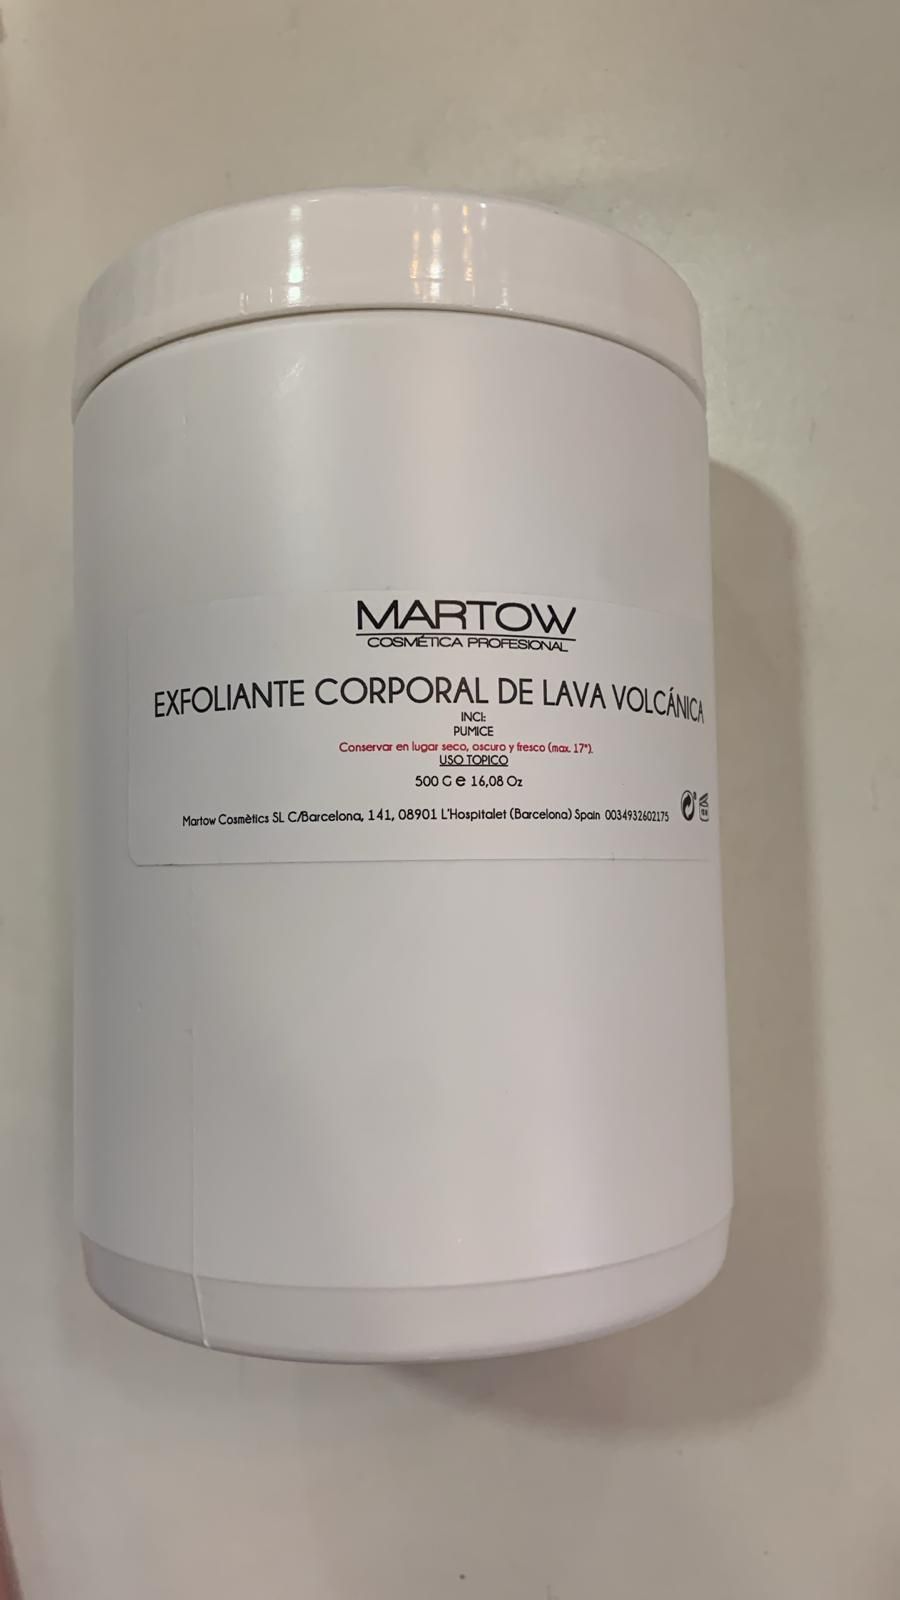 MARTOW
COSMÉTICA PROFESIONAL
EXFOLIANTE CORPORAL DE LAVA VOLCÁNICA
INCI:
PUMICE
Conservar en lugar seco, oscuro y fresco (max. 17º).
USO TOPICO
500 G e 16,08 Oz
Martow Cosmètics SL C/Barcelona, 141, 08901 L'Hospitalet (Barcelona) Spain 0034932602175